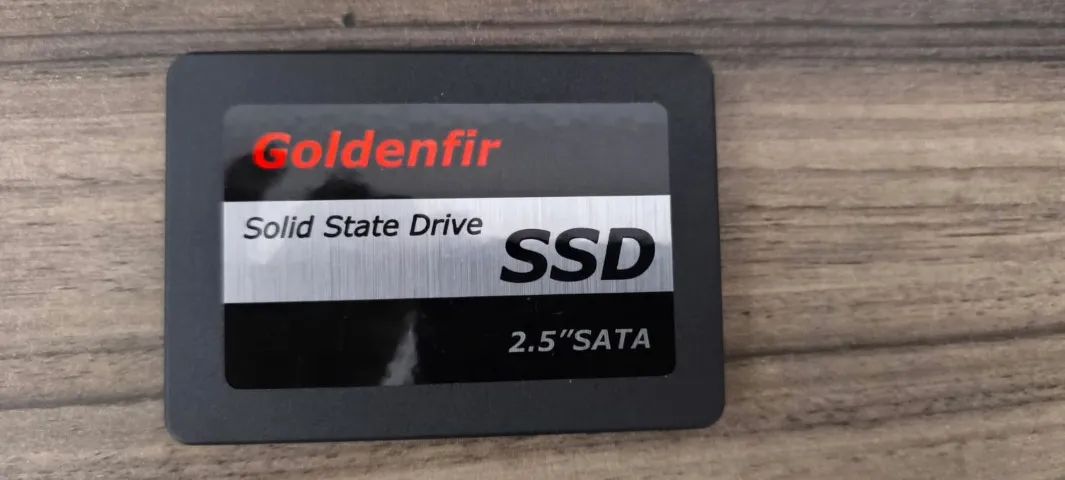 Goldenfir
Solid State Drive
SSD
2.5"SATA